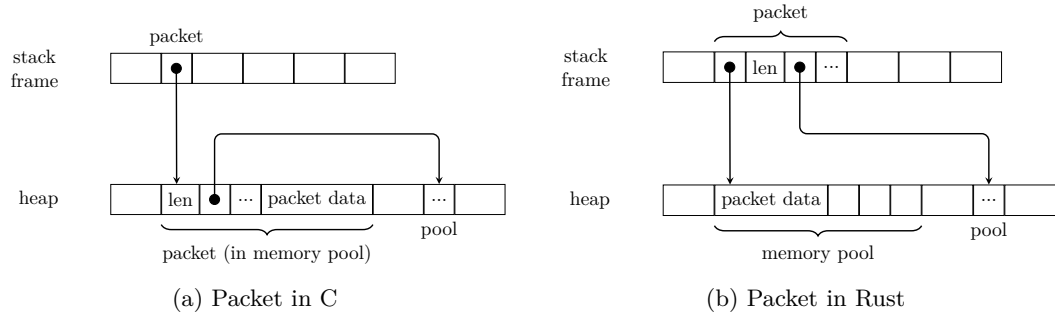 packet
stack
frame
len
...
packet data
heap
...
pool
packet (in memory pool)
(a) Packet in C
packet
stack
frame
len
...
heap
packet data
...
pool
memory pool
(b) Packet in Rust